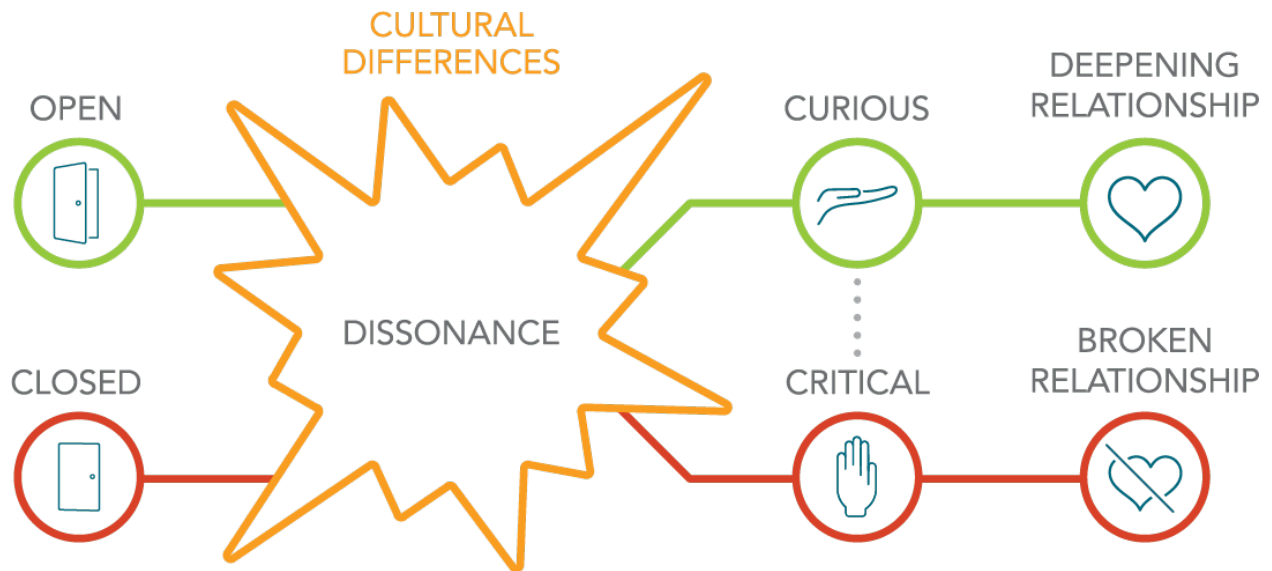 CULTURAL
DIFFERENCES
OPEN
CURIOUS
DEEPENING
RELATIONSHIP
DISSONANCE
CLOSED
CRITICAL
BROKEN
RELATIONSHIP